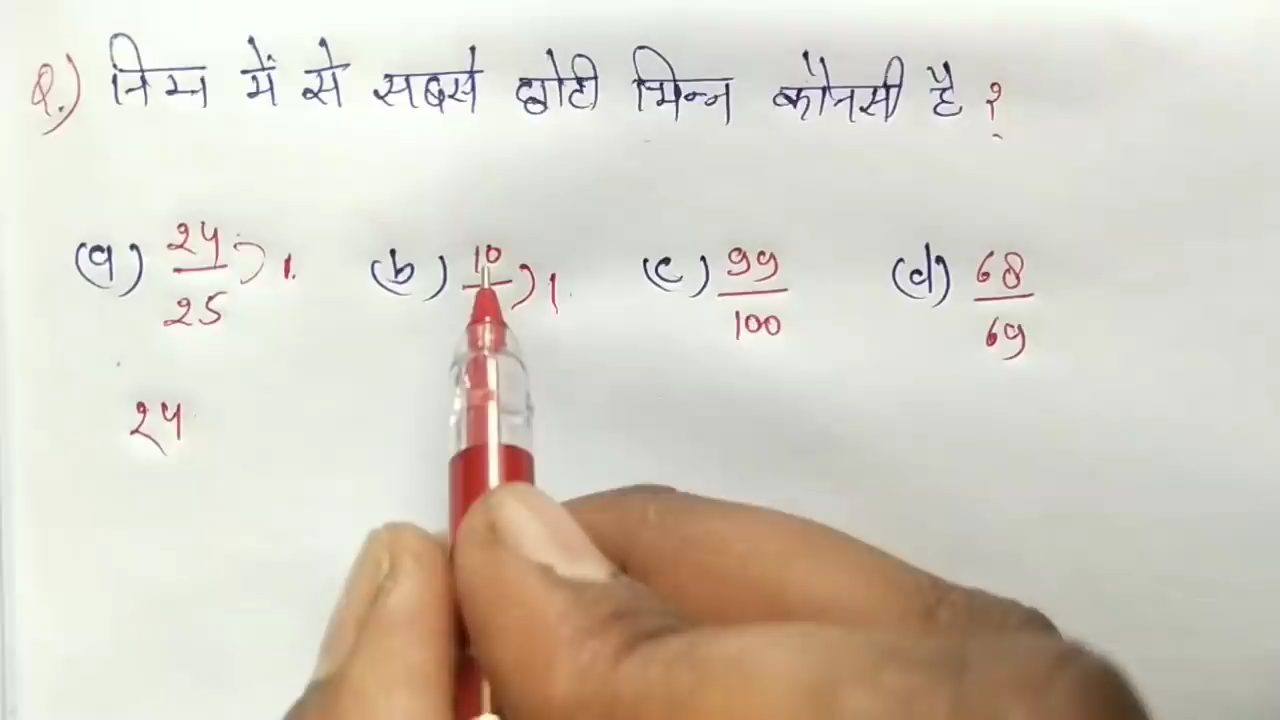 Q.) निम्न में से सबसे छोटी भिन्न कौनसी है ?
(a) 24/25 ) 1. (b) 10 ) 1. (c) 99/100 (d) 68/69
24